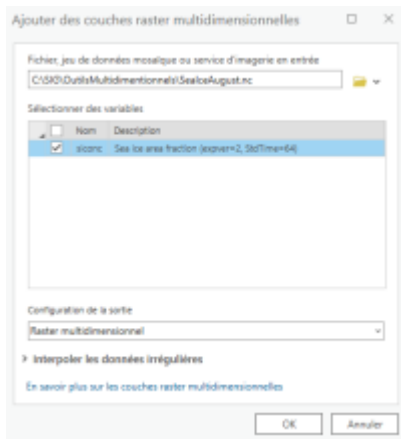 Ajouter des couches raster multidimensionnelles
Fichier, jeu de données mosaïque ou service d'imagerie en entrée
C:\SIG\OutilsMultidimentionnels\SeaIceAugust.nc
Sélectionner des variables
Nom Description
siconc Sea ice area fraction (expver=2, StdTime=64)
Configuration de la sortie
Raster multidimensionnel
Interpoler les données irrégulières
En savoir plus sur les couches raster multidimensionnelles
OK Annuler